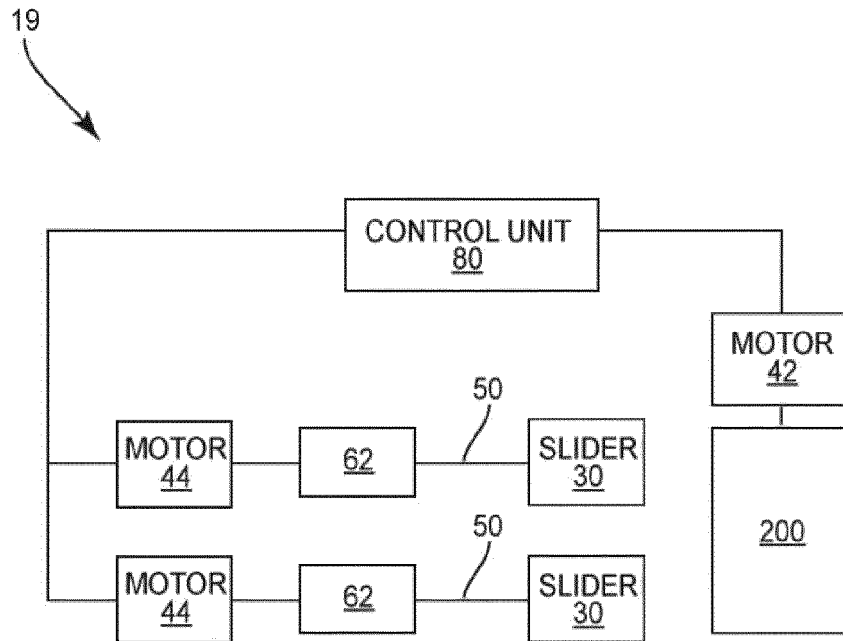 19
CONTROL UNIT
80
MOTOR
42
50
MOTOR
44
62
SLIDER
30
200
50
MOTOR
44
62
SLIDER
30